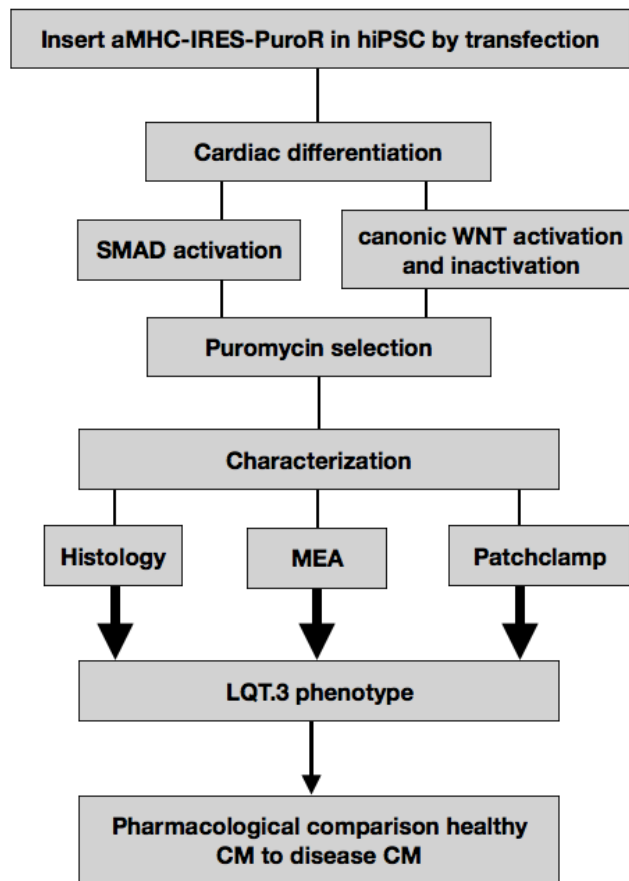 Insert aMHC-IRES-PuroR in hiPSC by transfection
Cardiac differentiation
SMAD activation
canonic WNT activation
and inactivation
Puromycin selection
Characterization
Histology
MEA
Patchclamp
LQT.3 phenotype
Pharmacological comparison healthy
CM to disease CM